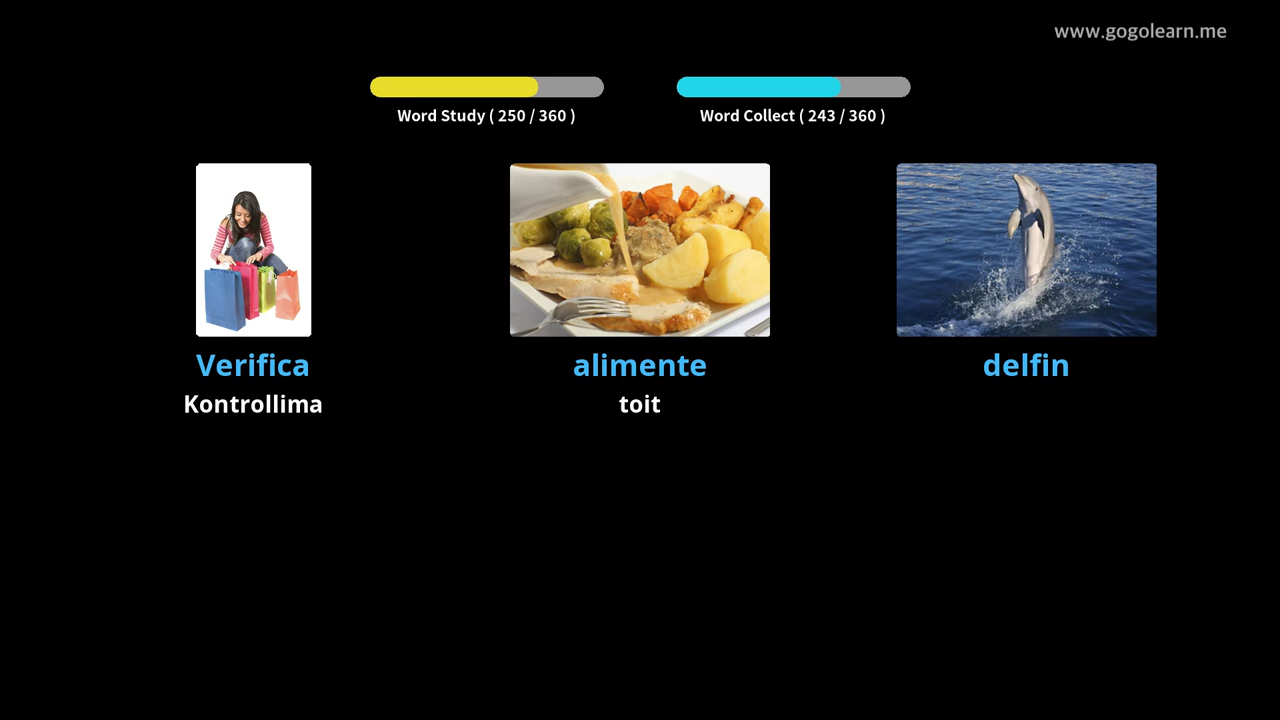 www.gogolearn.me
Word Study ( 250 / 360 )
Word Collect ( 243 / 360 )
Verifica
Kontrollima
alimente
toit
delfin